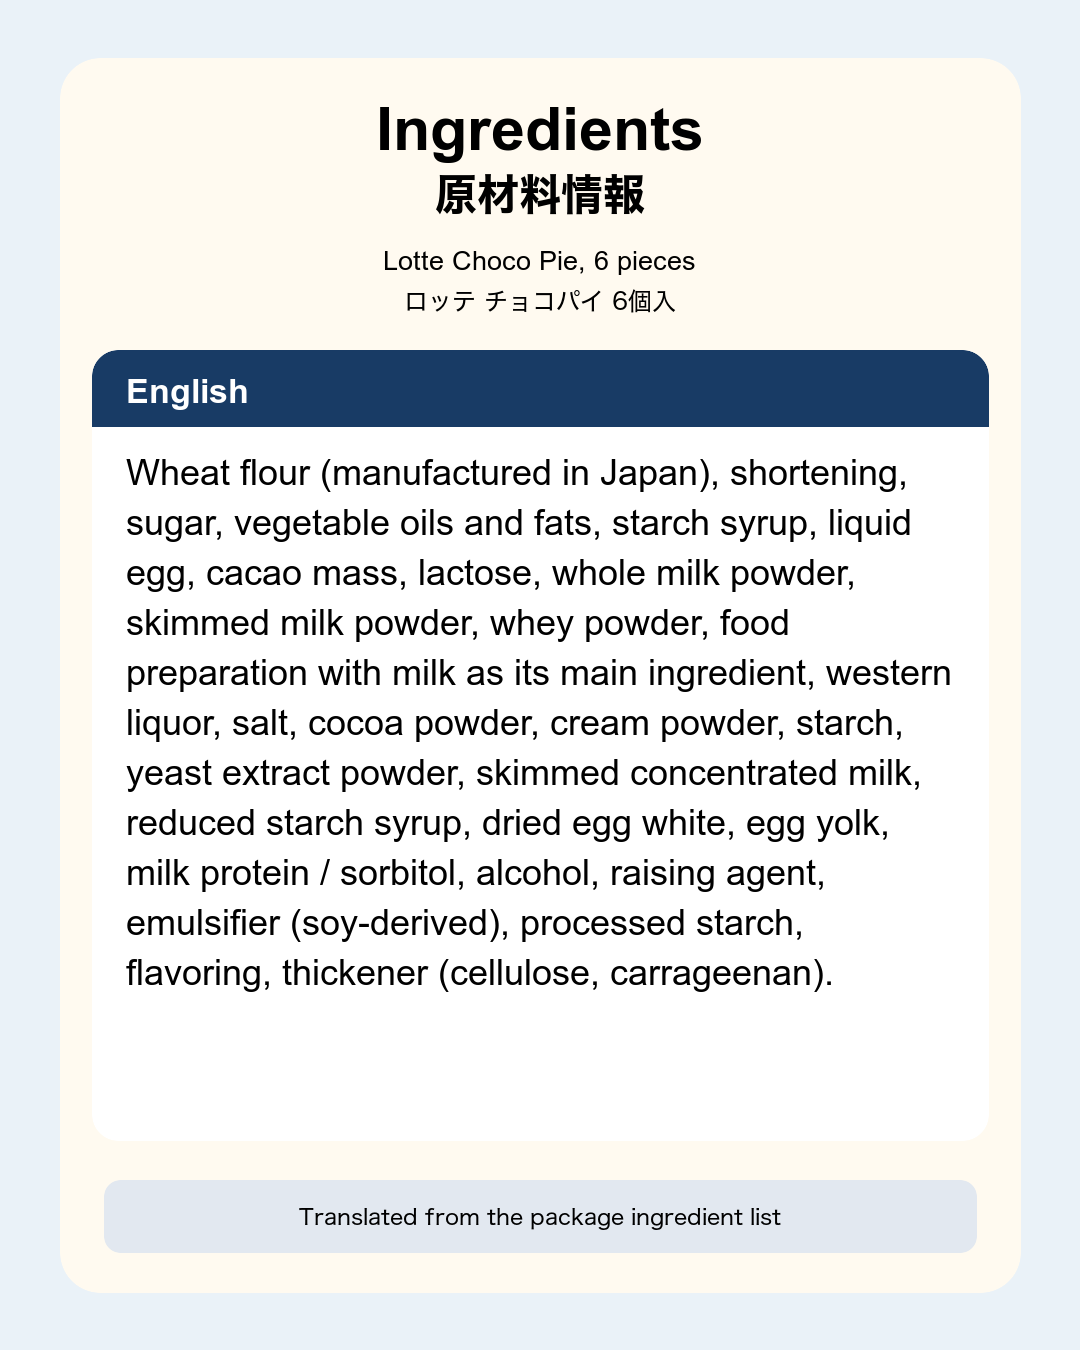 Ingredients
原材料情報
Lotte Choco Pie, 6 pieces
ロッテ チョコパイ 6個入
English
Wheat flour (manufactured in Japan), shortening,
sugar, vegetable oils and fats, starch syrup, liquid
egg, cacao mass, lactose, whole milk powder,
skimmed milk powder, whey powder, food
preparation with milk as its main ingredient, western
liquor, salt, cocoa powder, cream powder, starch,
yeast extract powder, skimmed concentrated milk,
reduced starch syrup, dried egg white, egg yolk,
milk protein / sorbitol, alcohol, raising agent,
emulsifier (soy-derived), processed starch,
flavoring, thickener (cellulose, carrageenan).
Translated from the package ingredient list